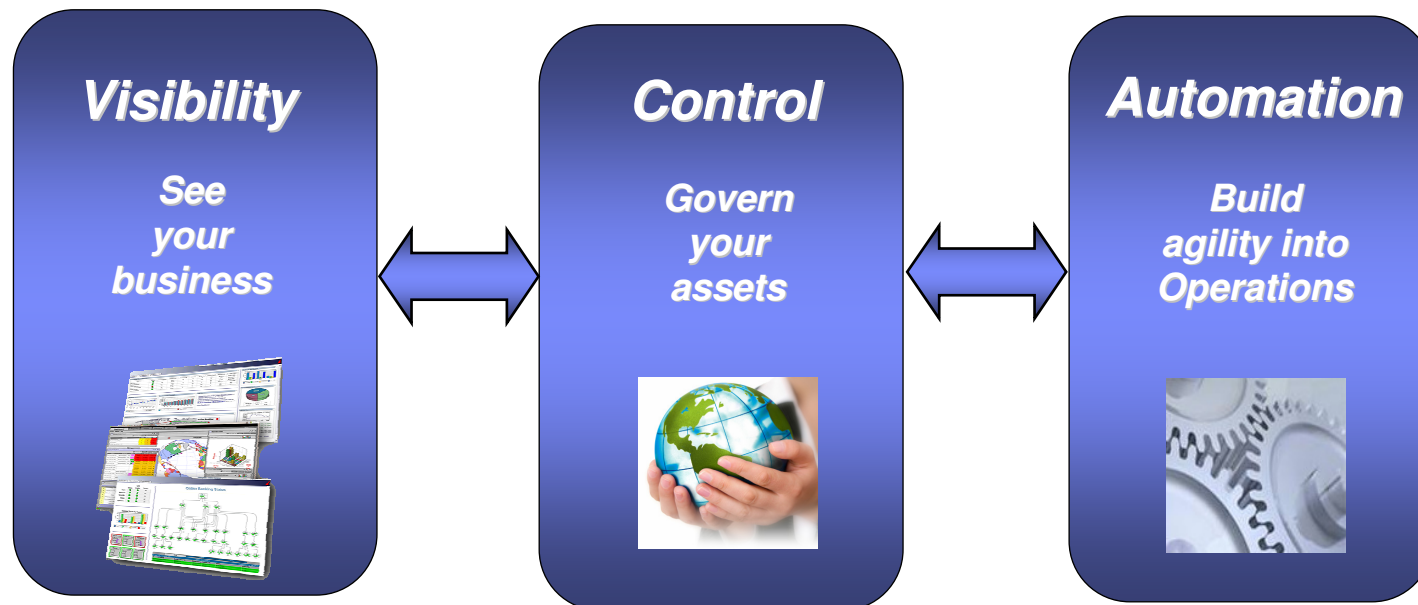 Visibility
See
your
business
Control
Govern
your
assets
Automation
Build
agility into
Operations